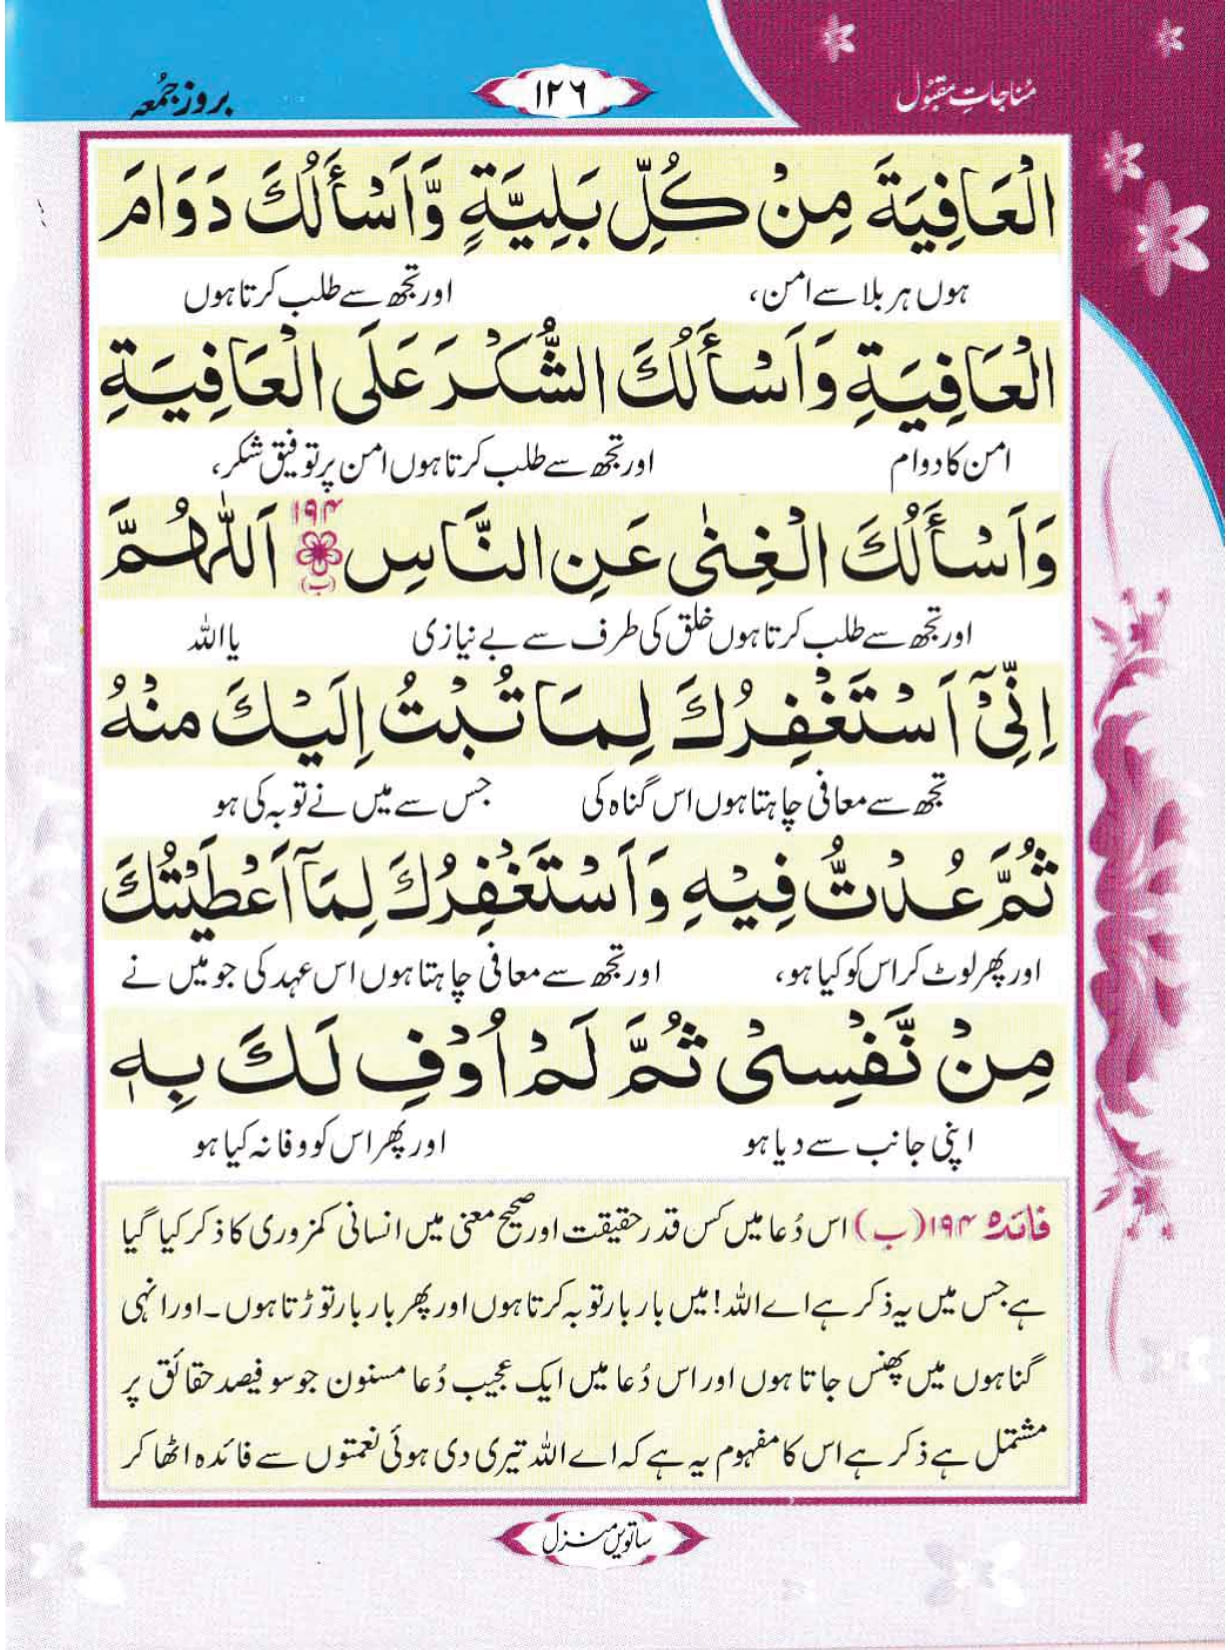 مُناجاتِ مقبُول
۱۲۶
بروز جُمعہ
الْعَافِيَةَ مِنْ كُلِّ بَلِيَّةٍ وَّاَسْأَلُكَ دَوَامَ
ہوں ہر بلا سے امن، اور تجھ سے طلب کرتا ہوں
الْعَافِيَةِ وَاَسْأَلُكَ الشُّكْرَ عَلَى الْعَافِيَةِ
امن کا دوام اور تجھ سے طلب کرتا ہوں امن پر توفیق شکر،
وَاَسْأَلُكَ الْغِنٰى عَنِ النَّاسِ ۱۹۴ (ب) اَللّٰهُمَّ
اور تجھ سے طلب کرتا ہوں خلق کی طرف سے بے نیازی یا اللہ
اِنِّيْٓ اَسْتَغْفِرُكَ لِمَا تُبْتُ اِلَيْكَ مِنْهُ
تجھ سے معافی چاہتا ہوں اس گناہ کی جس سے میں نے توبہ کی ہو
ثُمَّ عُدْتُّ فِيْهِ وَاَسْتَغْفِرُكَ لِمَآ اَعْطَيْتُكَ
اور پھر لوٹ کر اس کو کیا ہو، اور تجھ سے معافی چاہتا ہوں اس عہد کی جو میں نے
مِنْ نَّفْسِيْ ثُمَّ لَمْ اُوْفِ لَكَ بِهٖ
اپنی جانب سے دیا ہو اور پھر اس کو وفا نہ کیا ہو
فائدہ ۱۹۴(ب) اس دُعا میں کس قدر حقیقت اور صحیح معنی میں انسانی کمزوری کا ذکر کیا گیا
ہے جس میں یہ ذکر ہے اے اللہ! میں بار بار توبہ کرتا ہوں اور پھر بار بار توڑتا ہوں۔ اور انہی
گناہوں میں پھنس جاتا ہوں اور اس دُعا میں ایک عجیب دُعا مسنون جو سو فیصد حقائق پر
مشتمل ہے ذکر ہے اس کا مفہوم یہ ہے کہ اے اللہ تیری دی ہوئی نعمتوں سے فائدہ اٹھا کر
ساتویں منزل